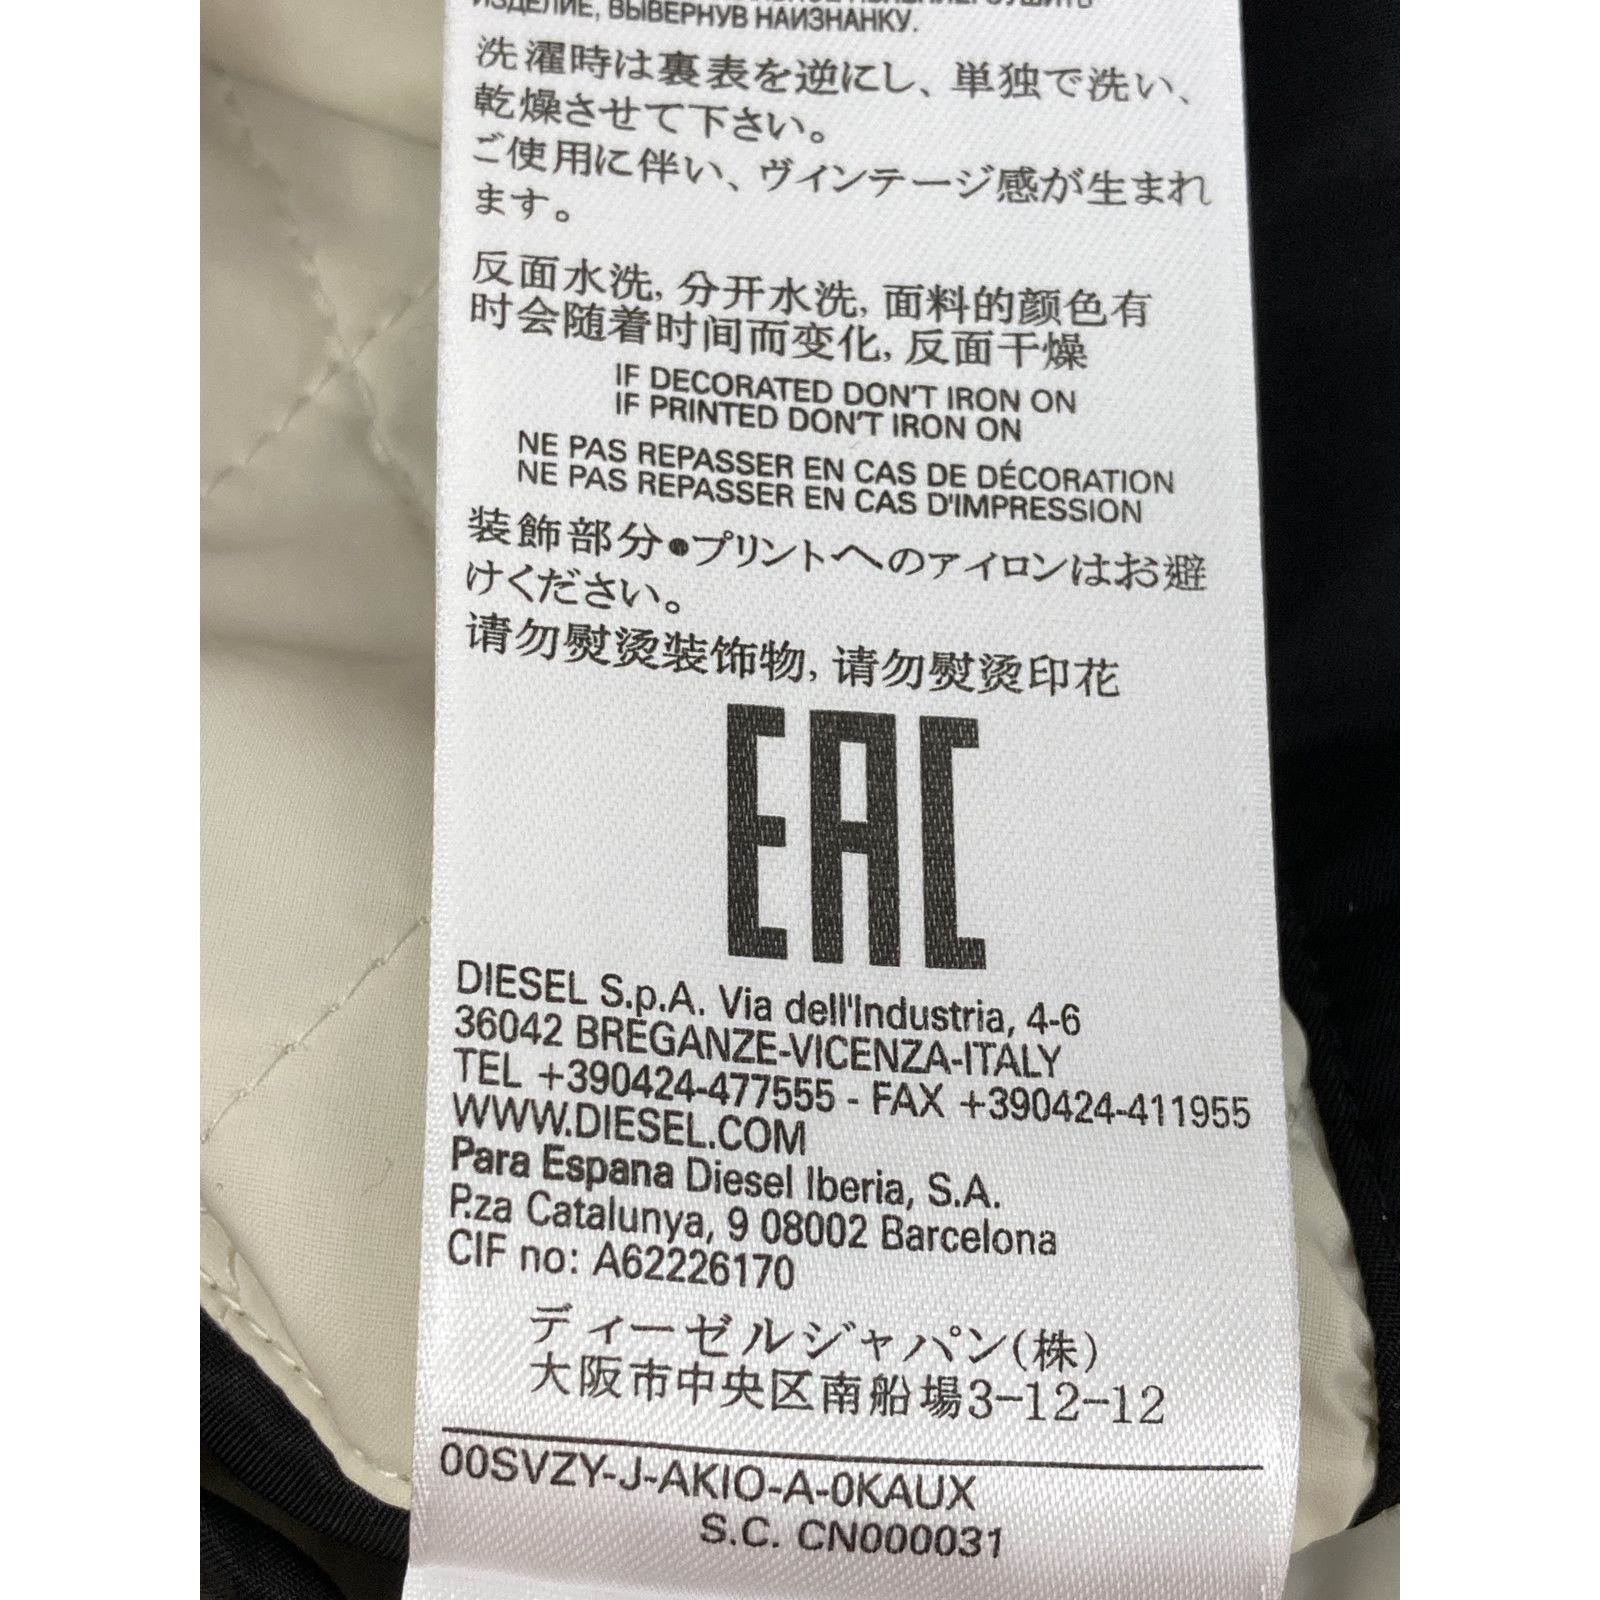 ИЗДЕЛИЕ, ВЫВЕРНУВ НАИЗНАНКУ.
洗濯時は裏表を逆にし、単独で洗い、
乾燥させて下さい。
ご使用に伴い、ヴィンテージ感が生まれ
ます。
反面水洗, 分开水洗, 面料的颜色有
时会随着时间而变化, 反面干燥
IF DECORATED DON'T IRON ON
IF PRINTED DON'T IRON ON
NE PAS REPASSER EN CAS DE DÉCORATION
NE PAS REPASSER EN CAS D'IMPRESSION
装飾部分●プリントへのアイロンはお避
けください。
请勿熨烫装饰物, 请勿熨烫印花
EAC
DIESEL S.p.A. Via dell'Industria, 4-6
36042 BREGANZE-VICENZA-ITALY
TEL +390424-477555 - FAX +390424-411955
WWW.DIESEL.COM
Para Espana Diesel Iberia, S.A.
P.za Catalunya, 9 08002 Barcelona
CIF no: A62226170
ディーゼルジャパン(株)
大阪市中央区南船場3-12-12
00SVZY-J-AKIO-A-0KAUX
S.C. CN000031